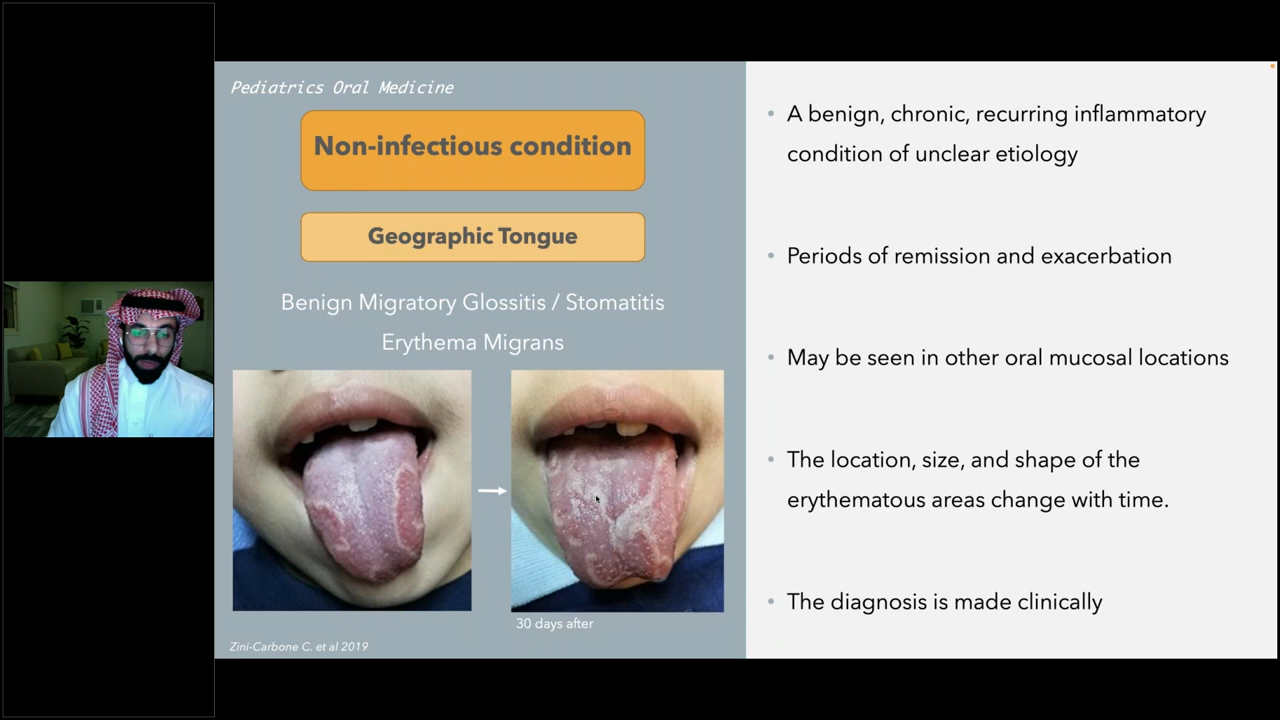 Pediatrics Oral Medicine
Non-infectious condition
Geographic Tongue
Benign Migratory Glossitis / Stomatitis
Erythema Migrans
30 days after
Zini-Carbone C. et al 2019
• A benign, chronic, recurring inflammatory
condition of unclear etiology
• Periods of remission and exacerbation
• May be seen in other oral mucosal locations
• The location, size, and shape of the
erythematous areas change with time.
• The diagnosis is made clinically